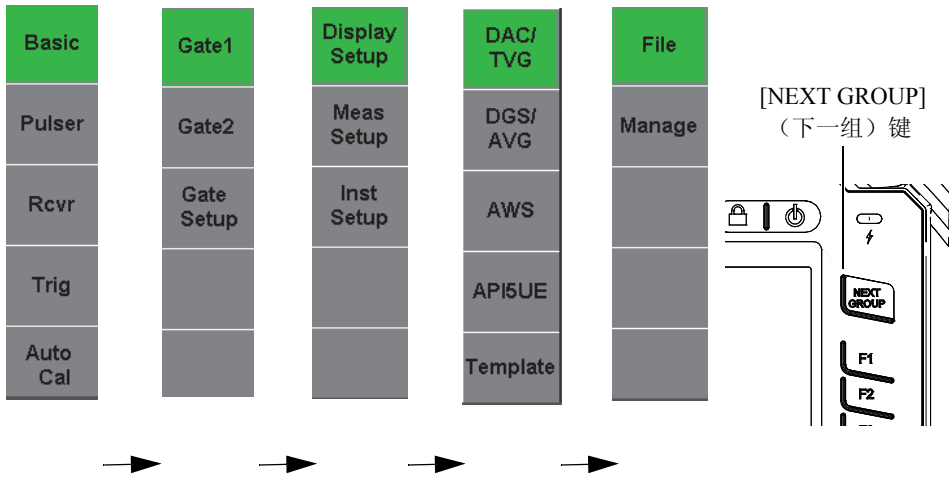 Basic
Pulser
Rcvr
Trig
Auto
Cal
Gate1
Gate2
Gate
Setup
Display
Setup
Meas
Setup
Inst
Setup
DAC/
TVG
DGS/
AVG
AWS
API5UE
Template
File
Manage
[NEXT GROUP]
（下一组）键
NEXT
GROUP
F1
F2